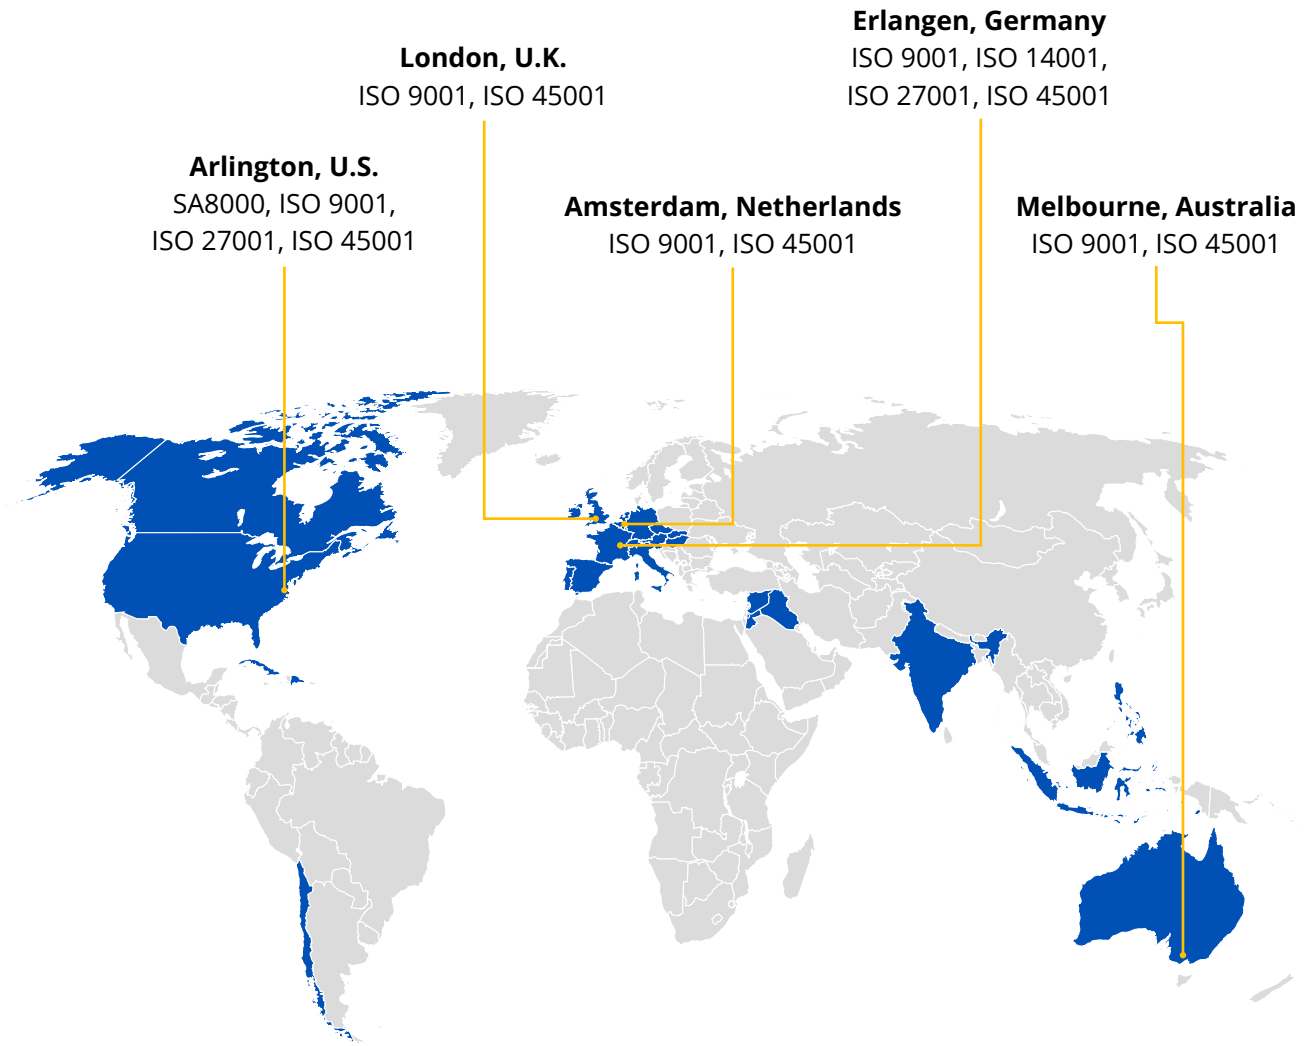 Erlangen, Germany
ISO 9001, ISO 14001,
ISO 27001, ISO 45001
London, U.K.
ISO 9001, ISO 45001
Arlington, U.S.
SA8000, ISO 9001,
ISO 27001, ISO 45001
Amsterdam, Netherlands
ISO 9001, ISO 45001
Melbourne, Australia
ISO 9001, ISO 45001